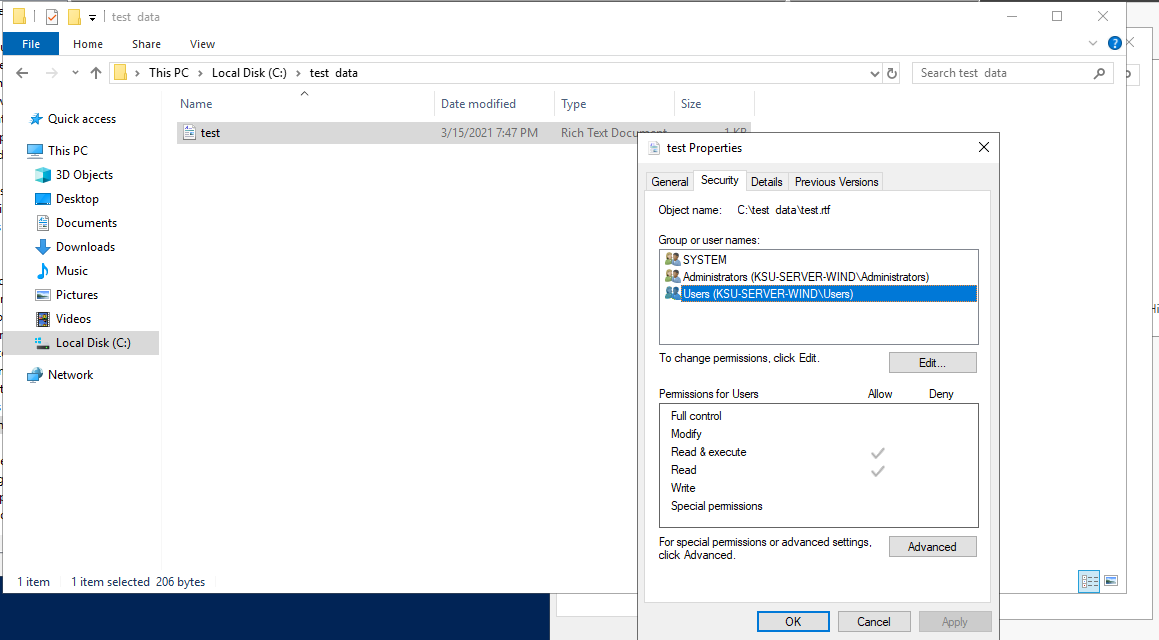 test  data
File
Home
Share
View
This PC
Local Disk (C:)
test  data
Search test  data
Quick access
This PC
3D Objects
Desktop
Documents
Downloads
Music
Pictures
Videos
Local Disk (C:)
Network
Name
Date modified
Type
Size
test
3/15/2021 7:47 PM
Rich Text Document
1 KB
1 item
1 item selected  206 bytes
test Properties
General
Security
Details
Previous Versions
Object name:
C:\test  data\test.rtf
Group or user names:
SYSTEM
Administrators (KSU-SERVER-WIND\Administrators)
Users (KSU-SERVER-WIND\Users)
To change permissions, click Edit.
Edit...
Permissions for Users
Allow
Deny
Full control
Modify
Read & execute
Read
Write
Special permissions
For special permissions or advanced settings,
click Advanced.
Advanced
OK
Cancel
Apply